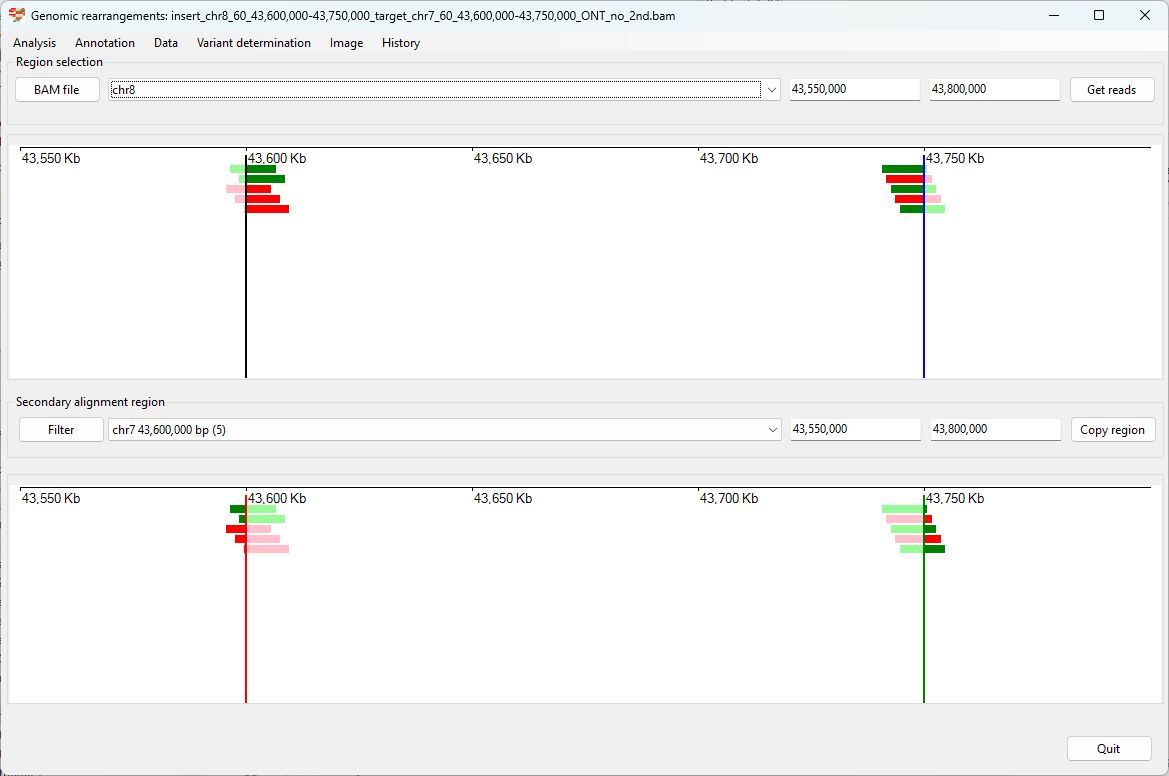 Genomic rearrangements: insert_chr8_60_43,600,000-43,750,000_target_chr7_60_43,600,000-43,750,000_ONT_no_2nd.bam
Analysis Annotation Data Variant determination Image History
Region selection
BAM file chr8 43,550,000 43,800,000 Get reads
43,550 Kb 43,600 Kb 43,650 Kb 43,700 Kb 43,750 Kb
Secondary alignment region
Filter chr7 43,600,000 bp (5) 43,550,000 43,800,000 Copy region
43,550 Kb 43,600 Kb 43,650 Kb 43,700 Kb 43,750 Kb
Quit